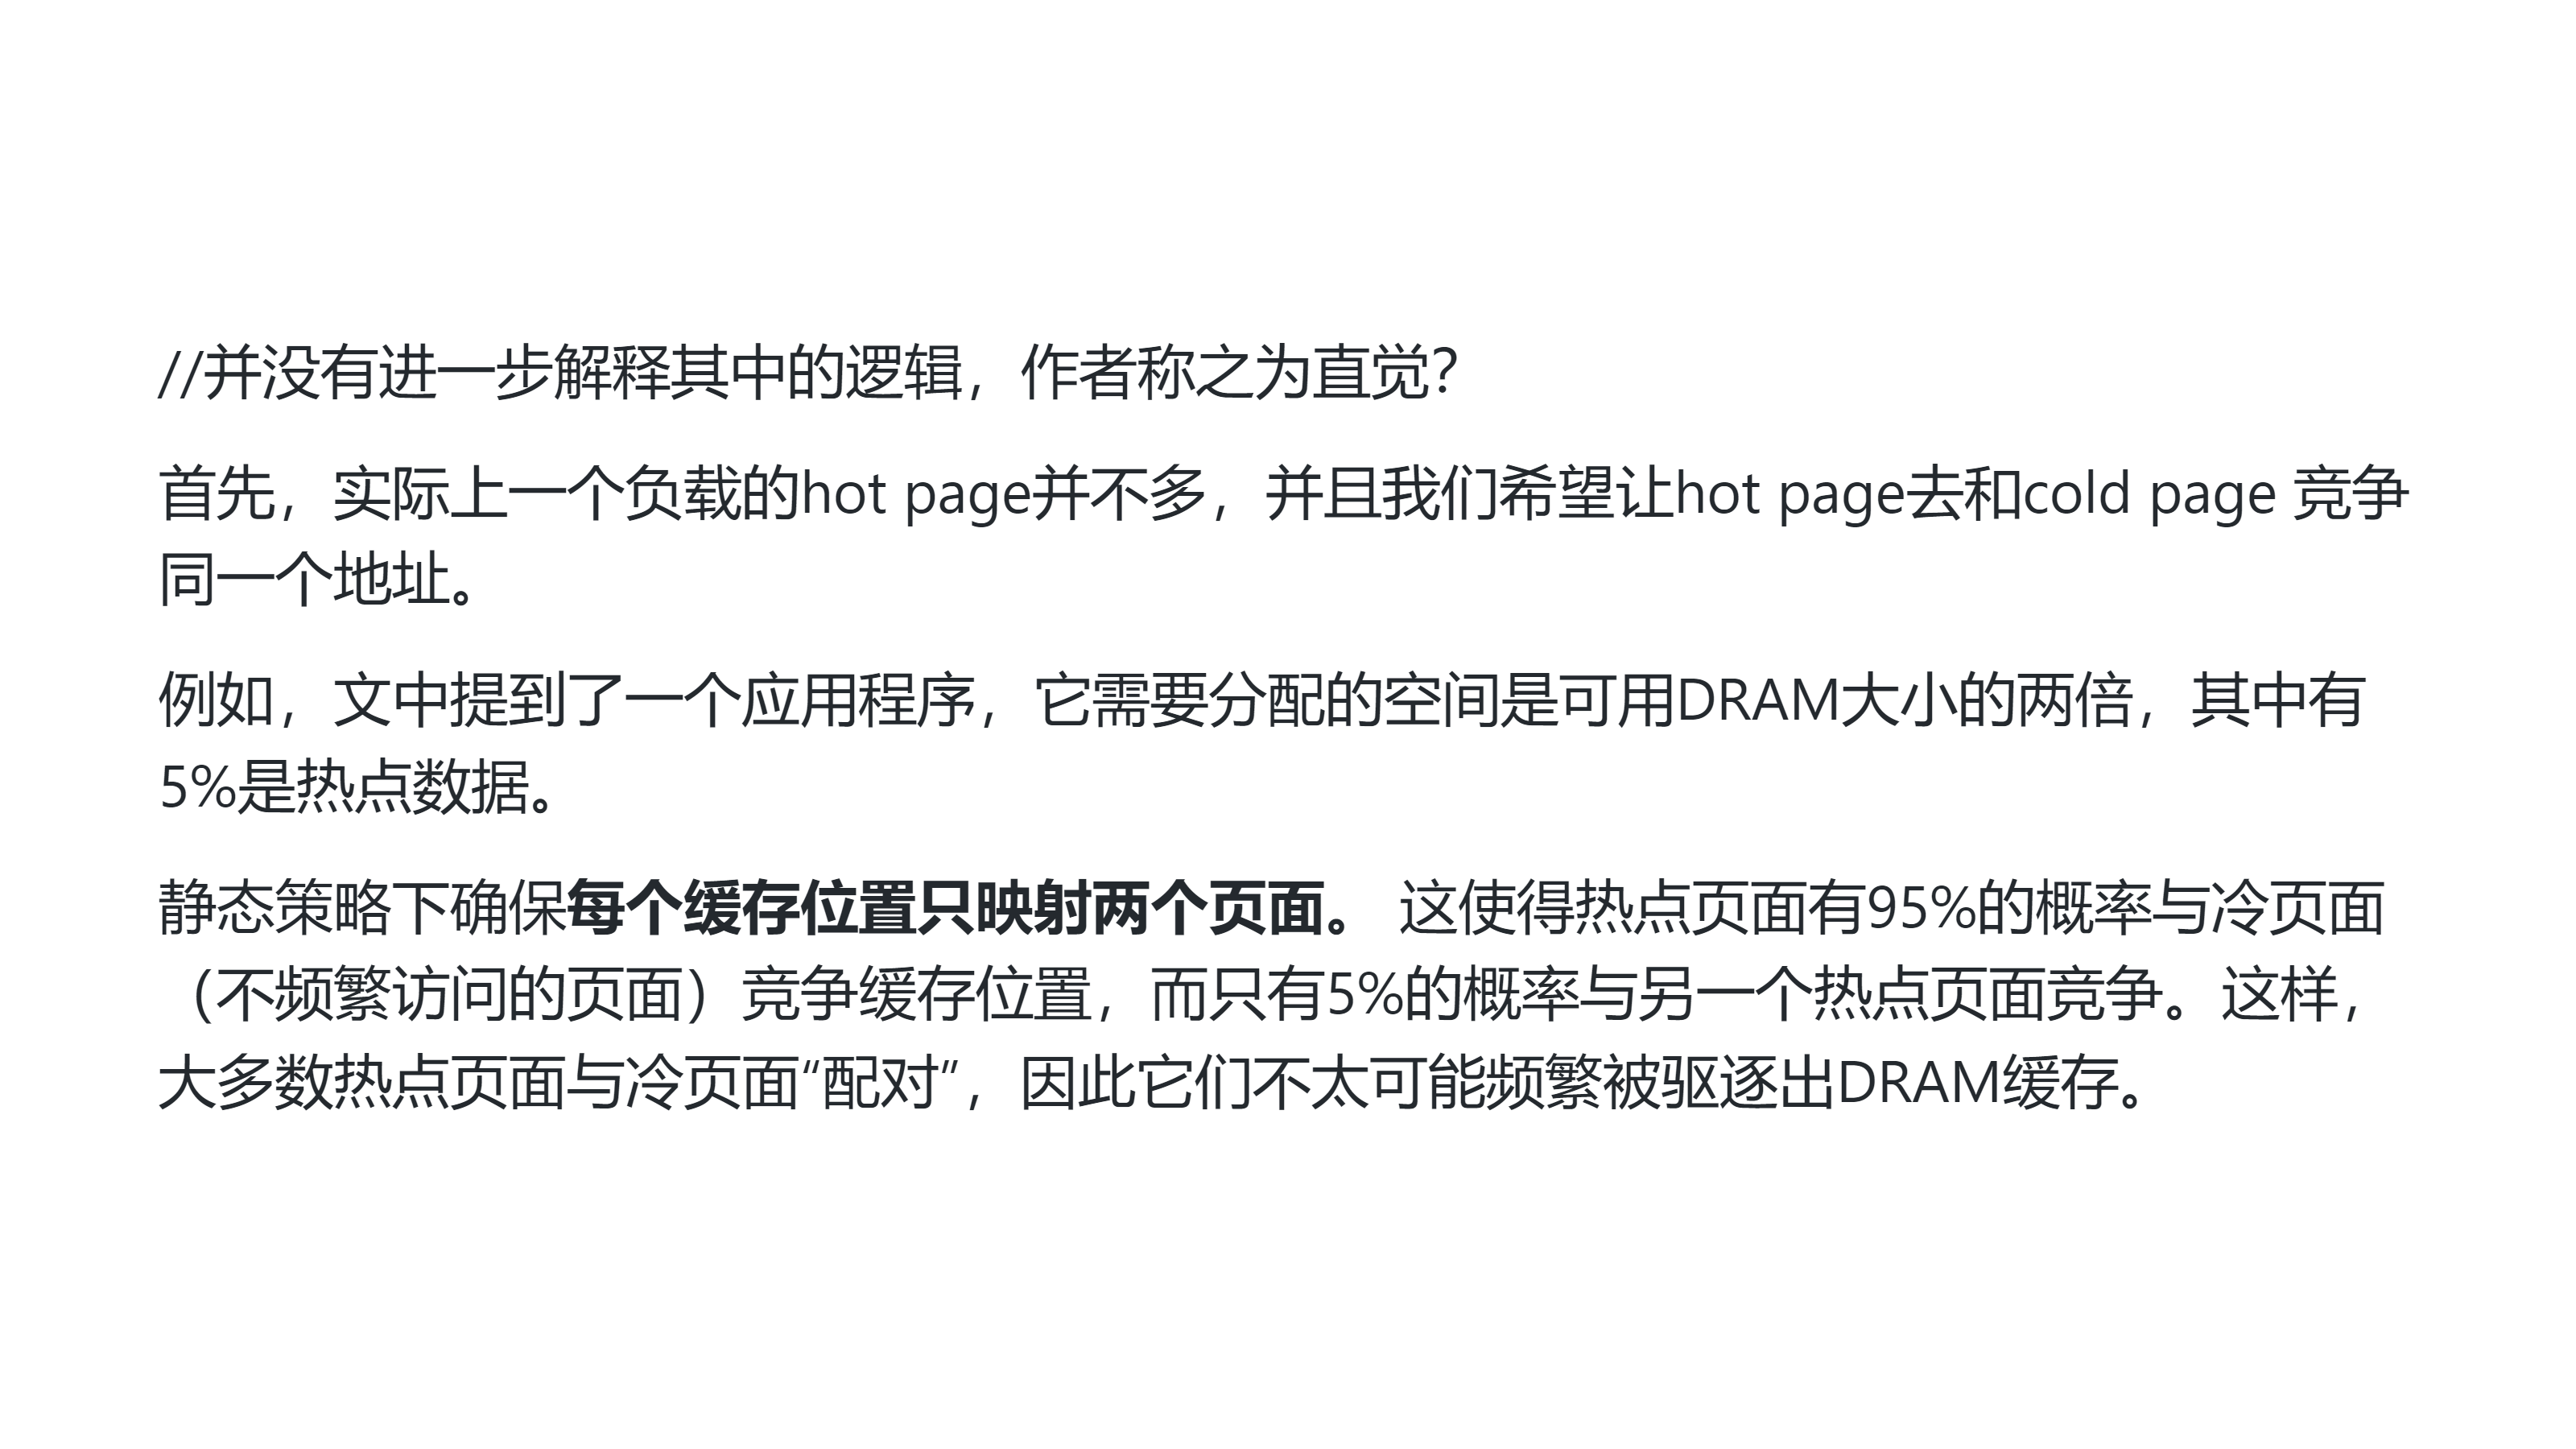 //并没有进一步解释其中的逻辑，作者称之为直觉？
首先，实际上一个负载的hot page并不多，并且我们希望让hot page去和cold page 竞争
同一个地址。
例如，文中提到了一个应用程序，它需要分配的空间是可用DRAM大小的两倍，其中有
5%是热点数据。
静态策略下确保每个缓存位置只映射两个页面。 这使得热点页面有95%的概率与冷页面
（不频繁访问的页面）竞争缓存位置，而只有5%的概率与另一个热点页面竞争。这样，
大多数热点页面与冷页面“配对”，因此它们不太可能频繁被驱逐出DRAM缓存。